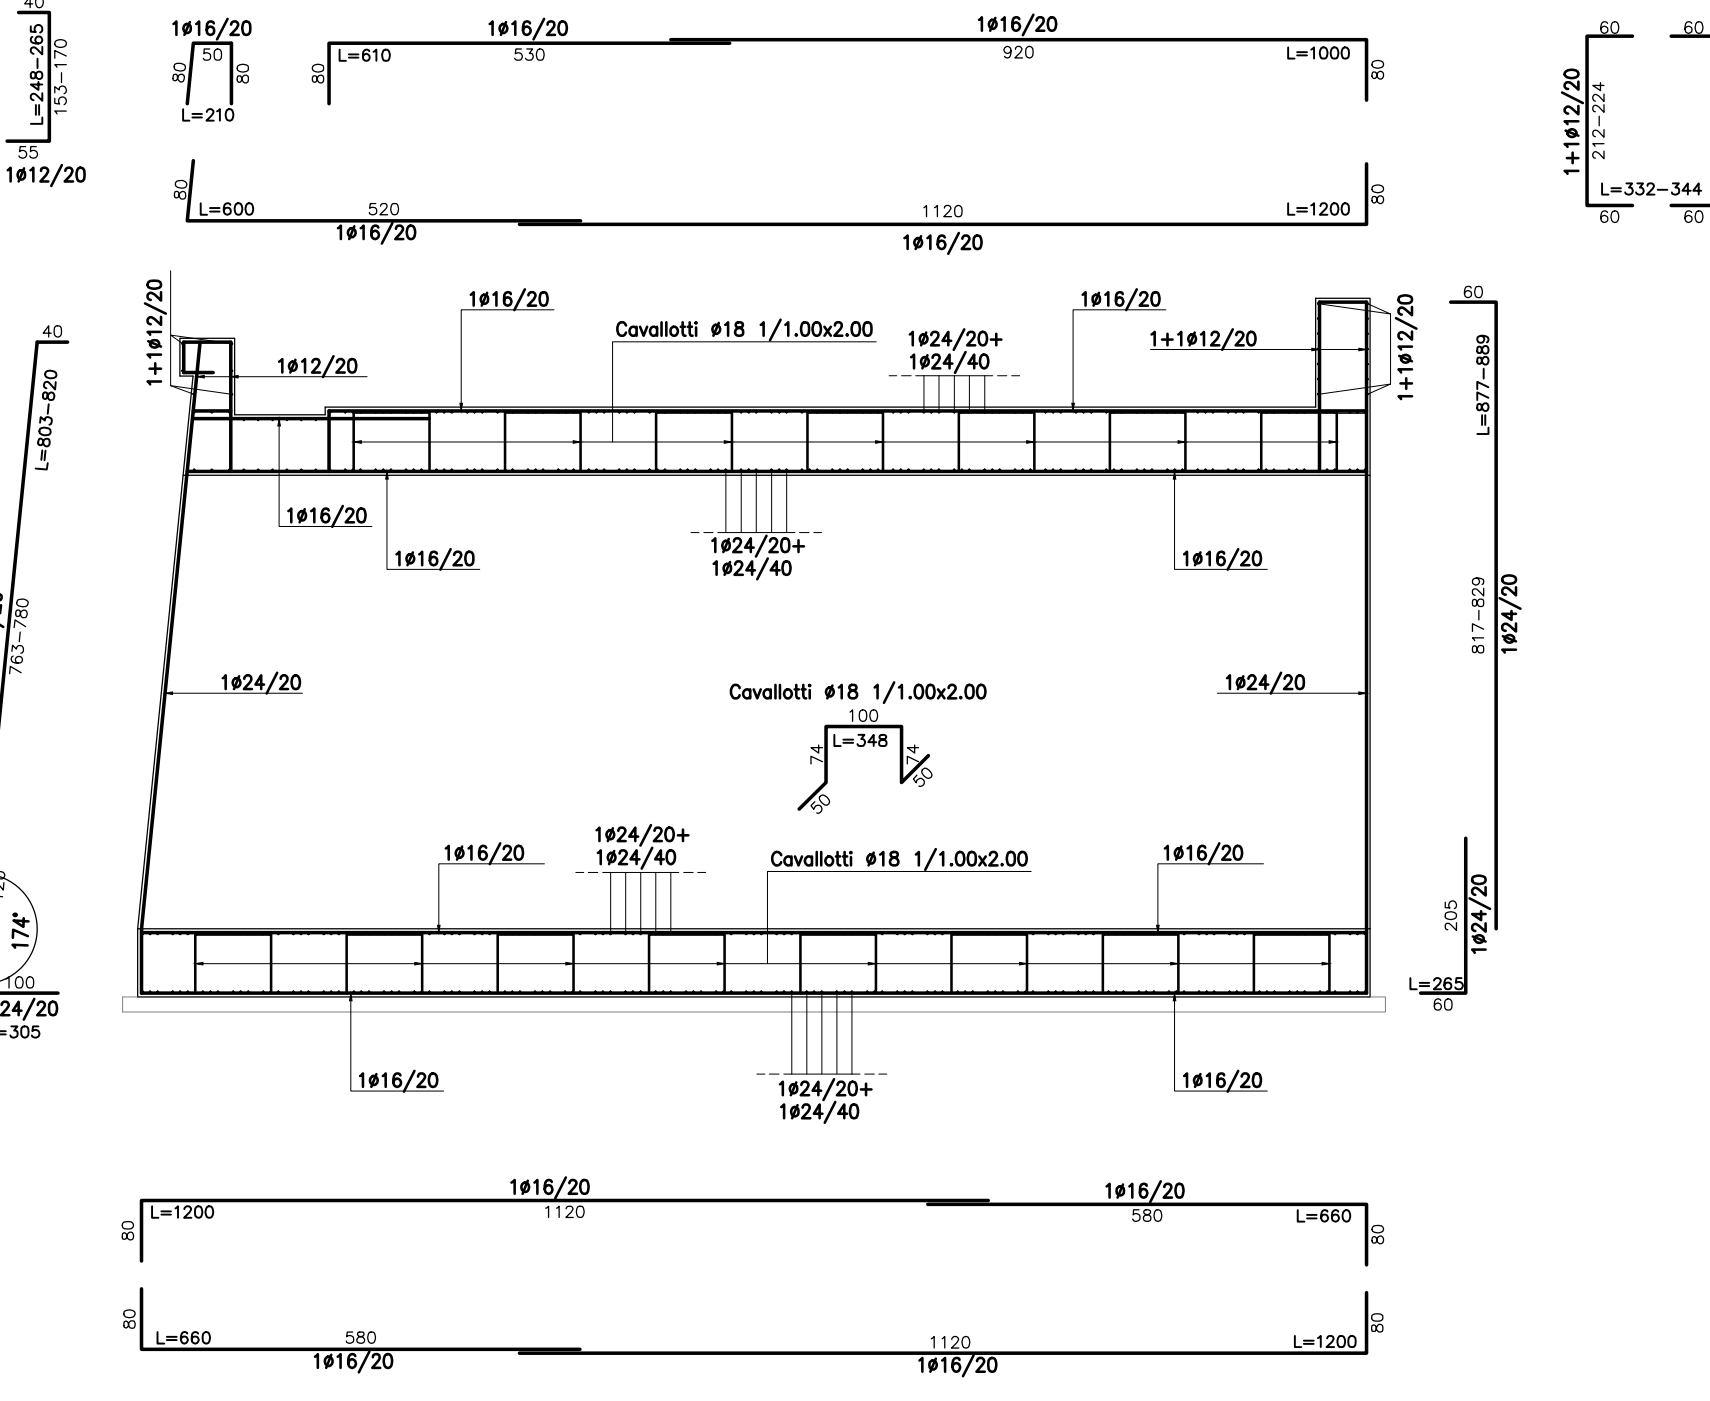 40
L=248-265
153-170
55
1ø12/20
1ø16/20
50
80
80
L=210
1ø16/20
80
L=610
530
1ø16/20
920
L=1000
80
60
60
1+1ø12/20
212-224
L=332-344
60
60
80
L=600
520
1ø16/20
1120
L=1200
80
1ø16/20
1+1ø12/20
1ø12/20
1ø16/20
Cavallotti ø18 1/1.00x2.00
1ø24/20+
1ø24/40
1ø16/20
1+1ø12/20
1+1ø12/20
60
L=877-889
817-829
1ø24/20
40
L=803-820
763-780
1ø16/20
1ø16/20
1ø24/20+
1ø24/40
1ø16/20
1ø24/20
1ø24/20
Cavallotti ø18 1/1.00x2.00
100
L=348
74
74
50
50
1ø16/20
1ø24/20+
1ø24/40
Cavallotti ø18 1/1.00x2.00
1ø16/20
205
1ø24/20
L=265
60
174°
100
24/20
=305
1ø16/20
1ø24/20+
1ø24/40
1ø16/20
1ø16/20
80
L=1200
1120
1ø16/20
580
L=660
80
80
L=660
580
1ø16/20
1120
L=1200
80
1ø16/20